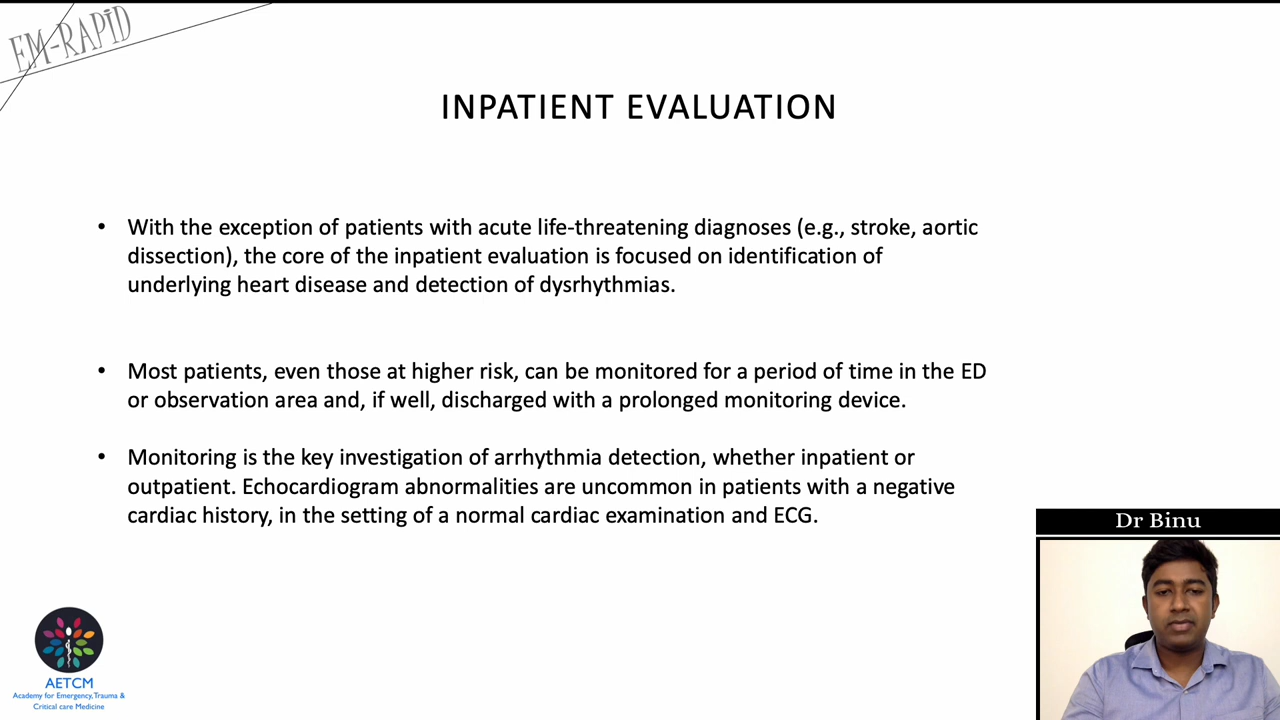 EM-RAPID
INPATIENT EVALUATION
• With the exception of patients with acute life-threatening diagnoses (e.g., stroke, aortic
dissection), the core of the inpatient evaluation is focused on identification of
underlying heart disease and detection of dysrhythmias.
• Most patients, even those at higher risk, can be monitored for a period of time in the ED
or observation area and, if well, discharged with a prolonged monitoring device.
• Monitoring is the key investigation of arrhythmia detection, whether inpatient or
outpatient. Echocardiogram abnormalities are uncommon in patients with a negative
cardiac history, in the setting of a normal cardiac examination and ECG.
Dr Binu
AETCM
Academy for Emergency,Trauma &
Critical care Medicine